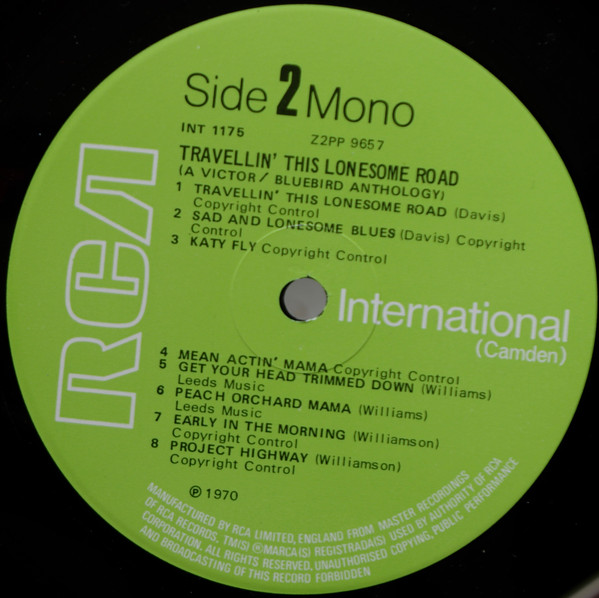 Side 2 Mono
INT 1175 Z2PP 9657
TRAVELLIN' THIS LONESOME ROAD
(A VICTOR/BLUEBIRD ANTHOLOGY)
1 TRAVELLIN' THIS LONESOME ROAD (Davis)
Copyright Control
2 SAD AND LONESOME BLUES (Davis) Copyright
Control
3 KATY FLY Copyright Control
RCA
International
(Camden)
4 MEAN ACTIN' MAMA Copyright Control
5 GET YOUR HEAD TRIMMED DOWN (Williams)
Leeds Music
6 PEACH ORCHARD MAMA (Williams)
Leeds Music
7 EARLY IN THE MORNING (Williamson)
Copyright Control
8 PROJECT HIGHWAY (Williamson)
Copyright Control
℗ 1970
MANUFACTURED BY RCA LIMITED, ENGLAND FROM MASTER RECORDINGS
OF RCA RECORDS, TM(S) ® MARCA(S) REGISTRADA(S) USED BY AUTHORITY OF RCA
CORPORATION. ALL RIGHTS RESERVED, UNAUTHORISED COPYING, PUBLIC PERFORMANCE
AND BROADCASTING OF THIS RECORD FORBIDDEN